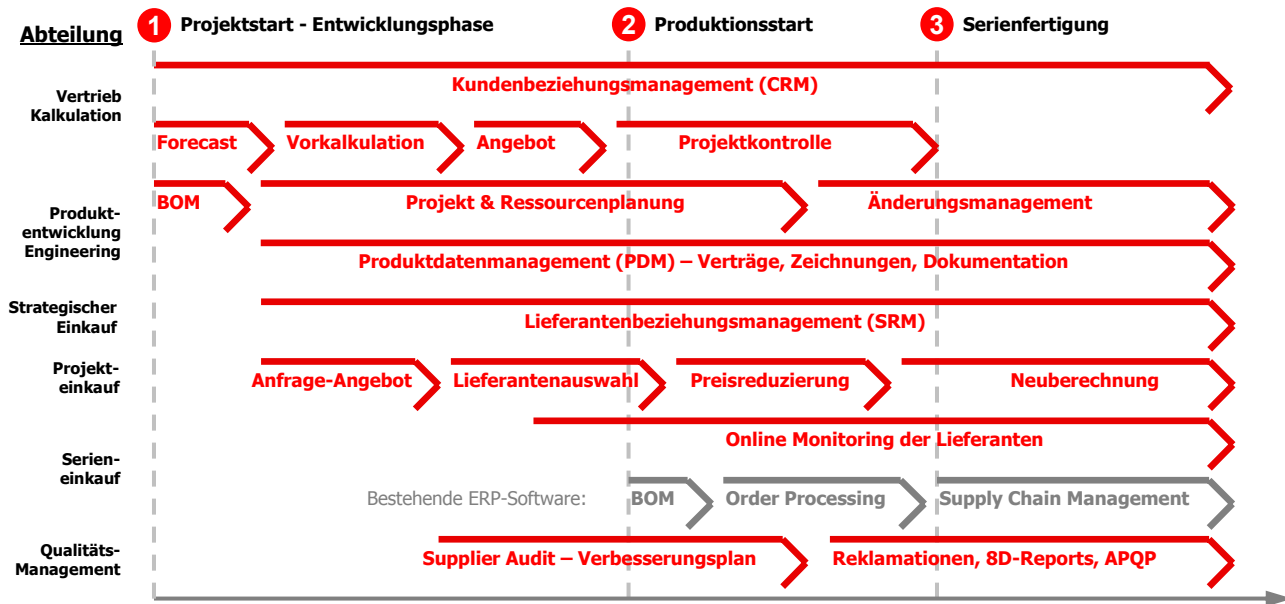 Abteilung
1 Projektstart - Entwicklungsphase
2 Produktionsstart
3 Serienfertigung
Vertrieb
Kalkulation
Kundenbeziehungsmanagement (CRM)
Forecast Vorkalkulation Angebot Projektkontrolle
Produkt-
entwicklung
Engineering
BOM Projekt & Ressourcenplanung Änderungsmanagement
Produktdatenmanagement (PDM) – Verträge, Zeichnungen, Dokumentation
Strategischer
Einkauf
Lieferantenbeziehungsmanagement (SRM)
Projekt-
einkauf
Anfrage-Angebot Lieferantenauswahl Preisreduzierung Neuberechnung
Serien-
einkauf
Online Monitoring der Lieferanten
Bestehende ERP-Software: BOM Order Processing Supply Chain Management
Qualitäts-
Management
Supplier Audit – Verbesserungsplan Reklamationen, 8D-Reports, APQP